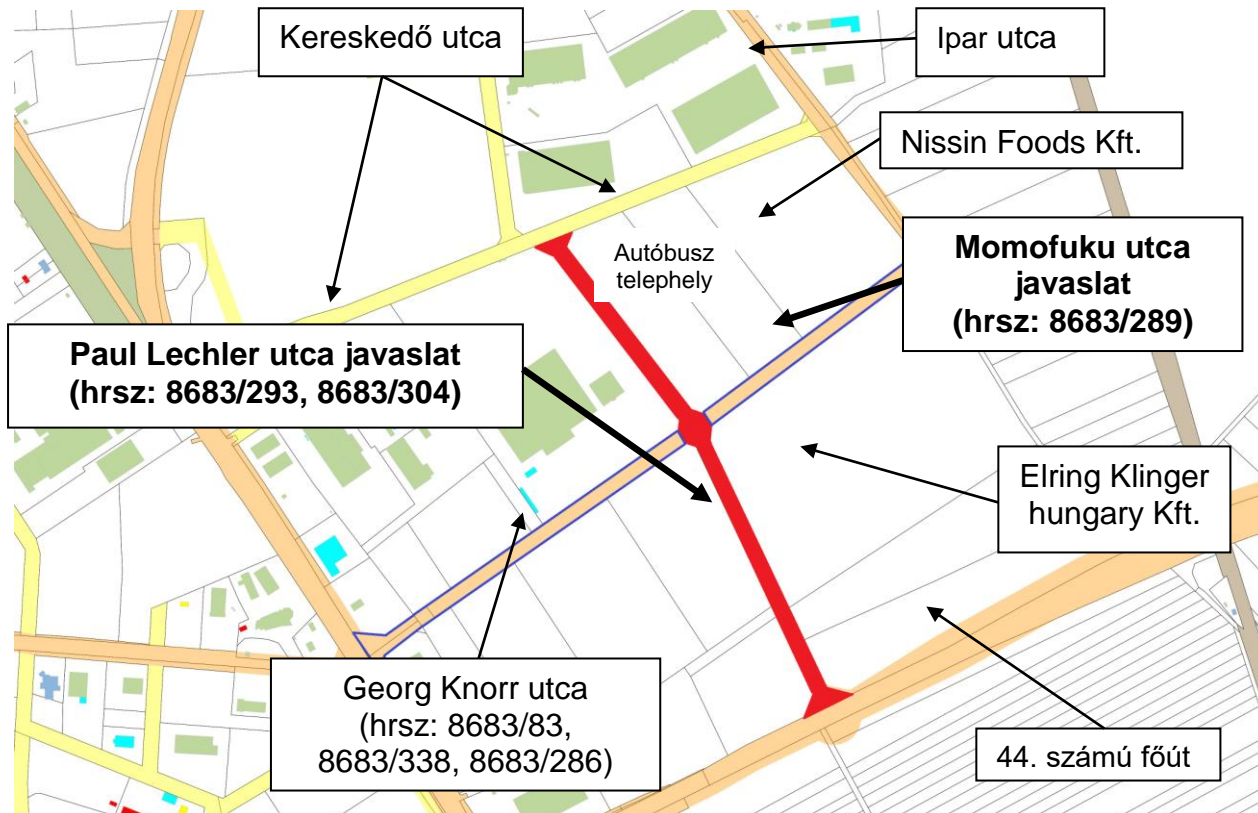 Kereskedő utca
Ipar utca
Nissin Foods Kft.
Autóbusz
telephely
Momofuku utca
javaslat
(hrsz: 8683/289)
Paul Lechler utca javaslat
(hrsz: 8683/293, 8683/304)
Elring Klinger
hungary Kft.
Georg Knorr utca
(hrsz: 8683/83,
8683/338, 8683/286)
44. számú főút